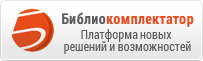 Библиокомплектатор
Платформа новых
решений и возможностей